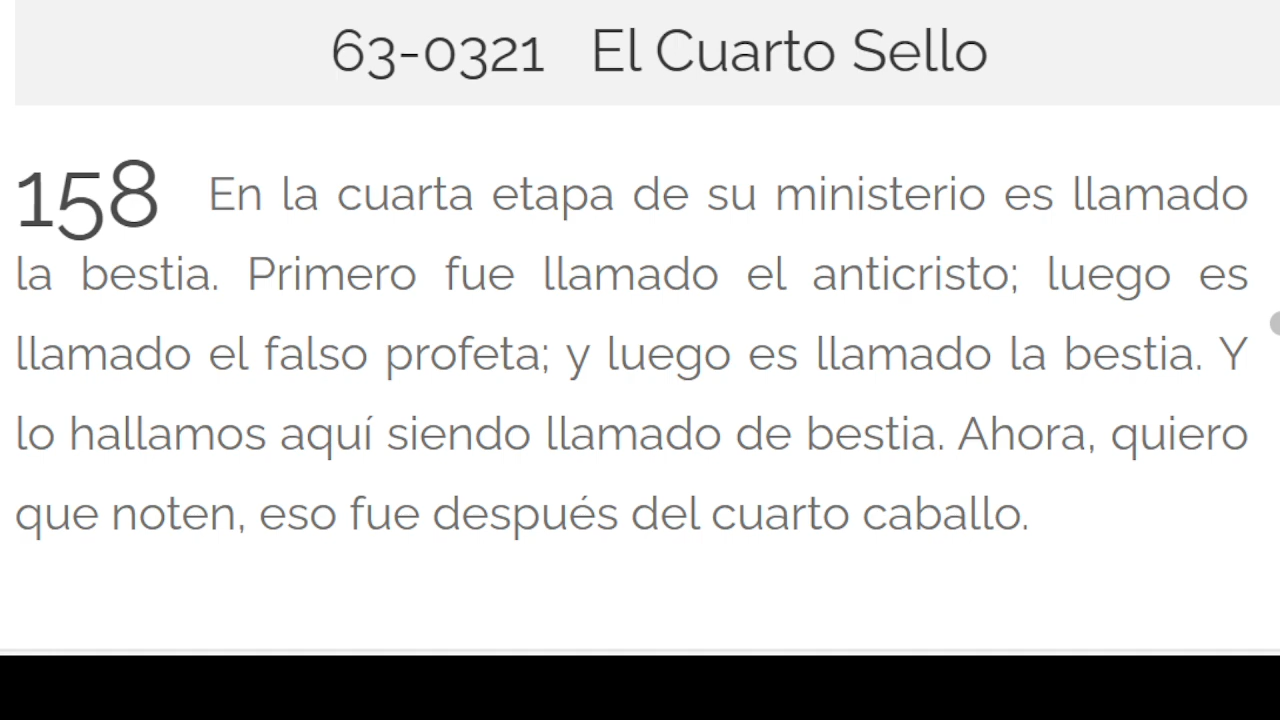 63-0321 El Cuarto Sello
158 En la cuarta etapa de su ministerio es llamado
la bestia. Primero fue llamado el anticristo; luego es
llamado el falso profeta; y luego es llamado la bestia. Y
lo hallamos aquí siendo llamado de bestia. Ahora, quiero
que noten, eso fue después del cuarto caballo.